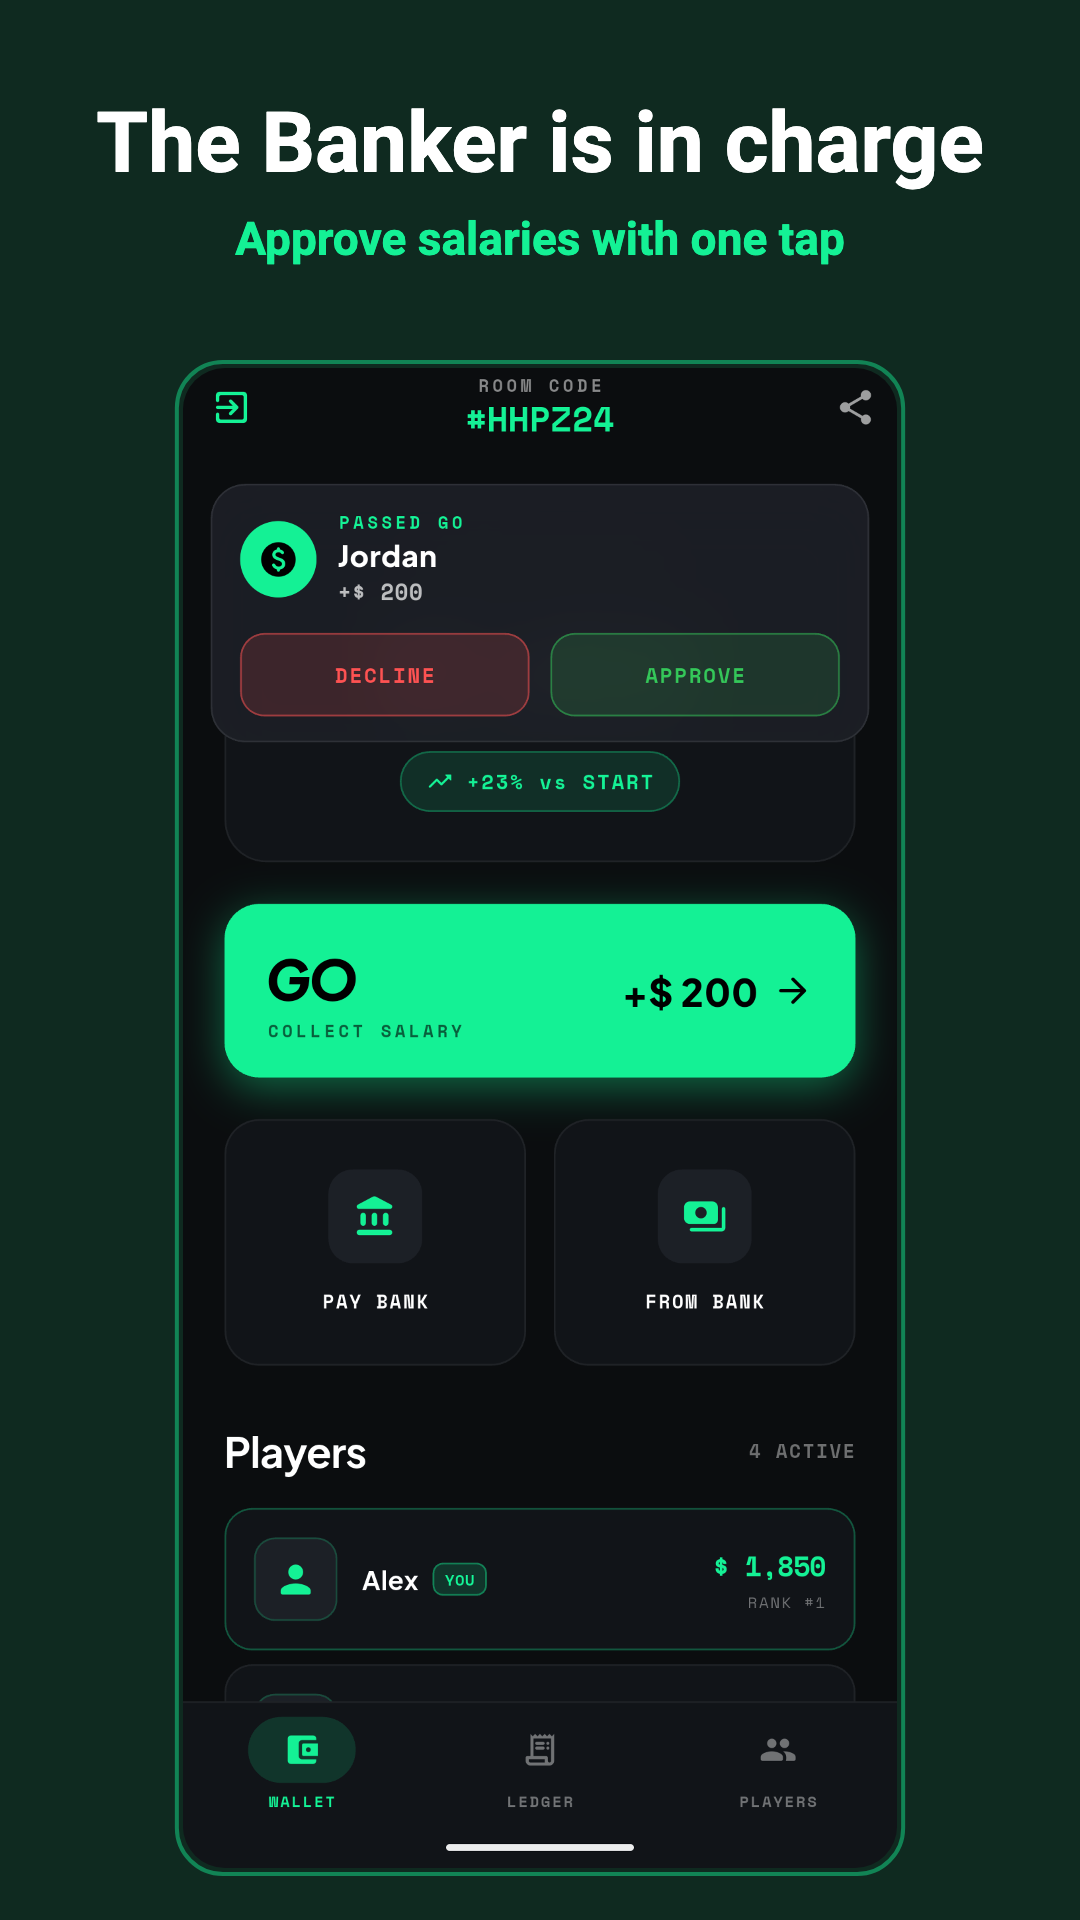 The Banker is in charge
Approve salaries with one tap
ROOM CODE
#HHPZ24
PASSED GO
Jordan
+$ 200
DECLINE
APPROVE
+23% vs START
GO
COLLECT SALARY
+$ 200
PAY BANK
FROM BANK
Players
4 ACTIVE
Alex
YOU
$ 1,850
RANK #1
WALLET
LEDGER
PLAYERS